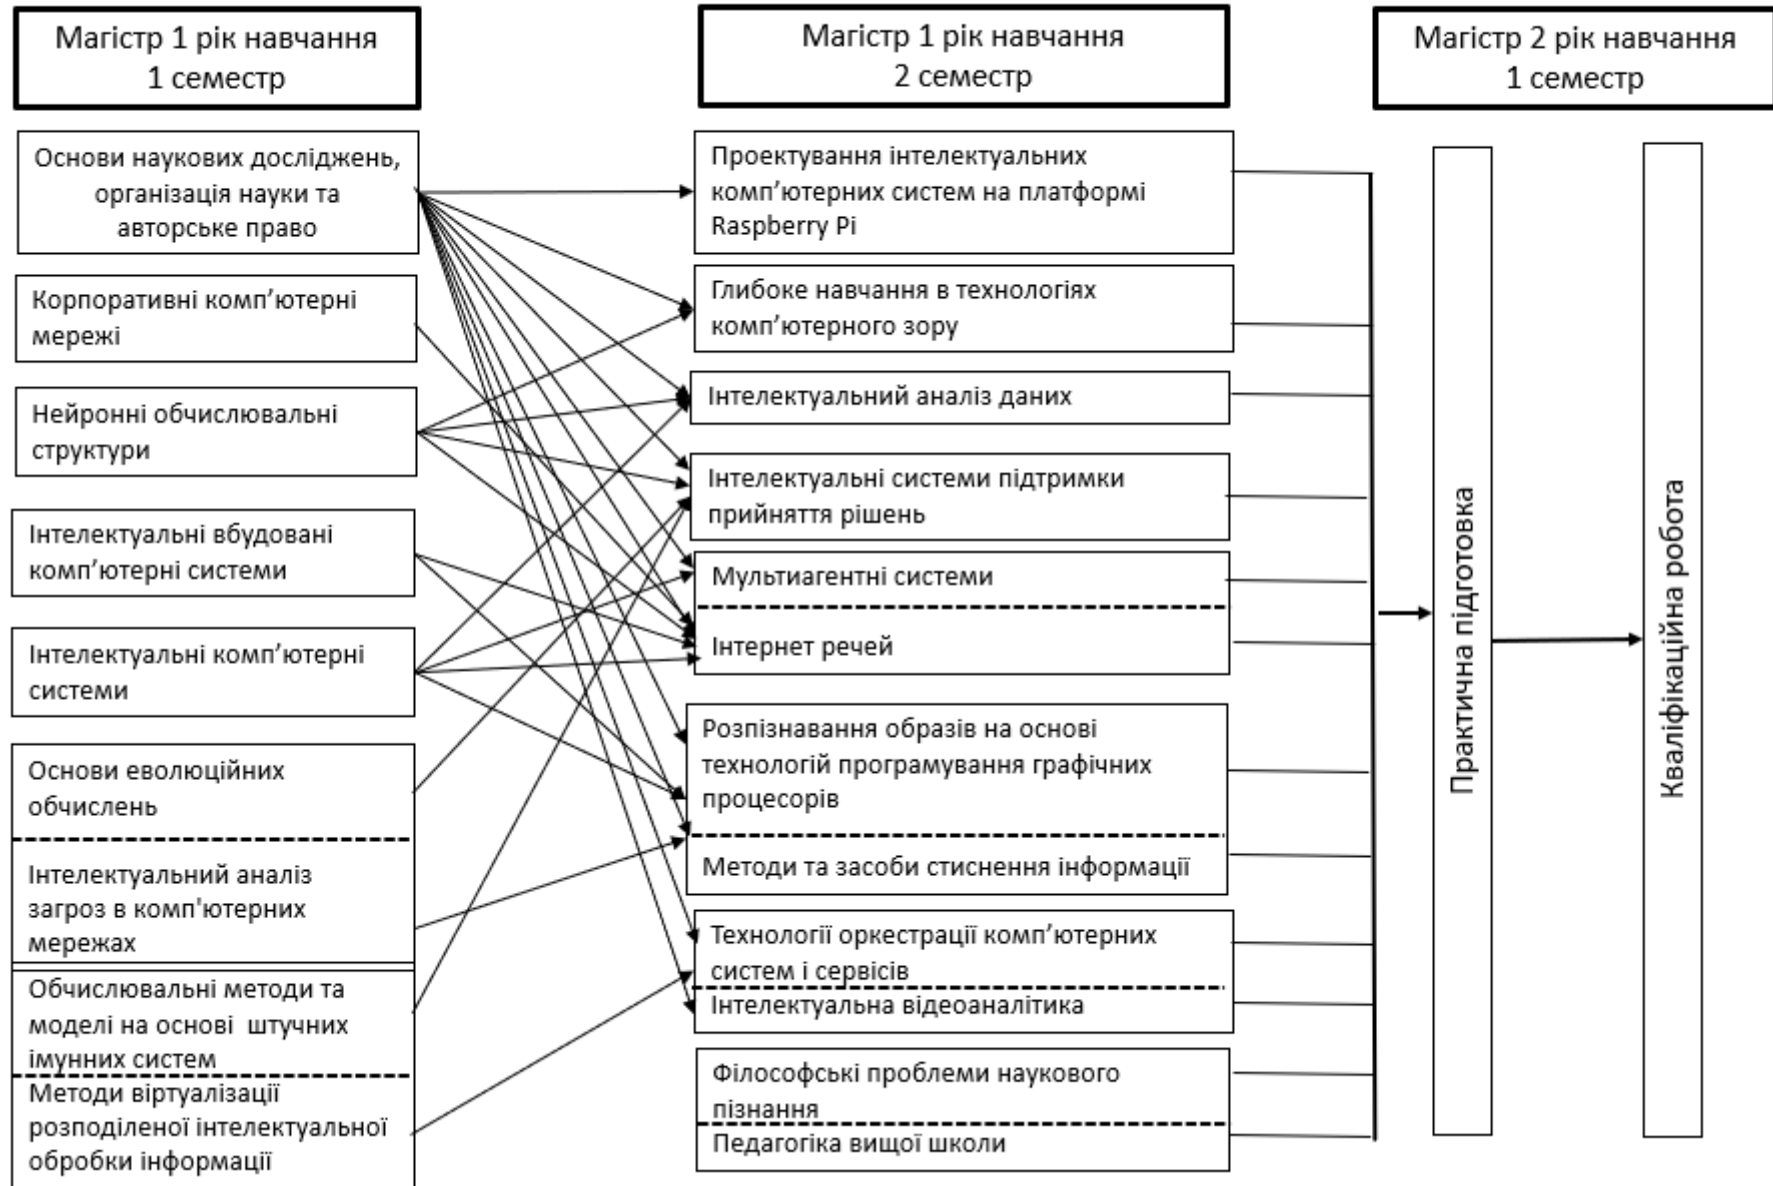 Магістр 1 рік навчання
1 семестр
Основи наукових досліджень,
організація науки та
авторське право
Корпоративні комп’ютерні
мережі
Нейронні обчислювальні
структури
Інтелектуальні вбудовані
комп’ютерні системи
Інтелектуальні комп’ютерні
системи
Основи еволюційних
обчислень
Інтелектуальний аналіз
загроз в комп'ютерних
мережах
Обчислювальні методи та
моделі на основі штучних
імунних систем
Методи віртуалізації
розподіленої інтелектуальної
обробки інформації
Магістр 1 рік навчання
2 семестр
Проектування інтелектуальних
комп’ютерних систем на платформі
Raspberry Pi
Глибоке навчання в технологіях
комп’ютерного зору
Інтелектуальний аналіз даних
Інтелектуальні системи підтримки
прийняття рішень
Мультиагентні системи
Інтернет речей
Розпізнавання образів на основі
технологій програмування графічних
процесорів
Методи та засоби стиснення інформації
Технології оркестрації комп’ютерних
систем і сервісів
Інтелектуальна відеоаналітика
Філософські проблеми наукового
пізнання
Педагогіка вищої школи
Магістр 2 рік навчання
1 семестр
Практична підготовка
Кваліфікаційна робота